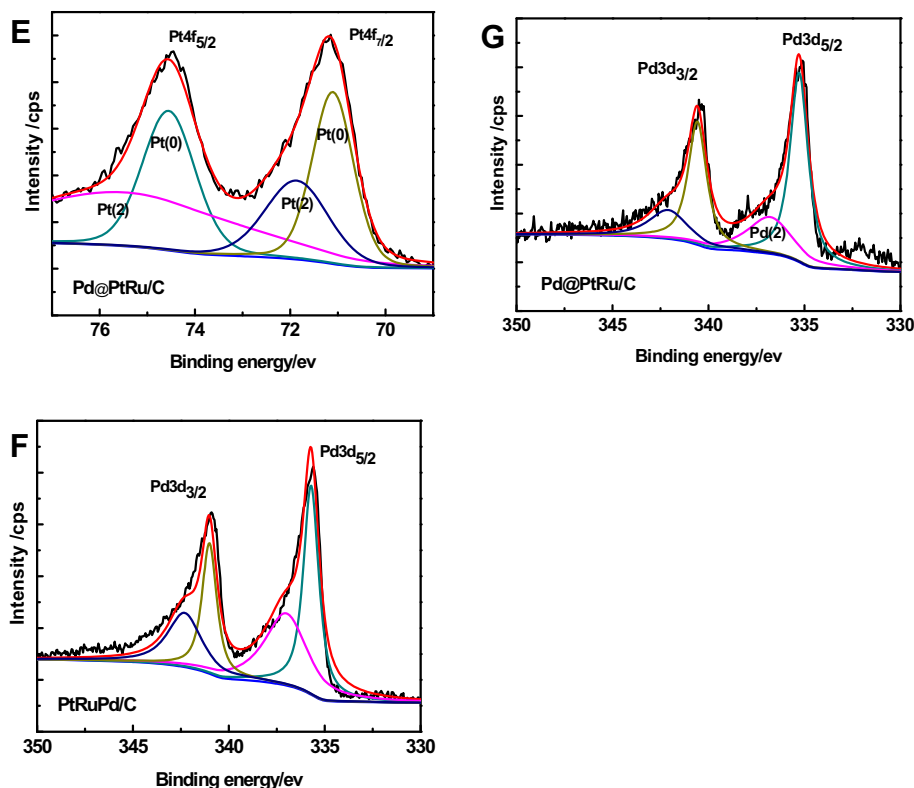 E
Pt4f5/2
Pt4f7/2
Pt(0)
Pt(0)
Pt(2)
Pt(2)
Pd@PtRu/C
Intensity /cps
76 74 72 70
Binding energy/ev
G
Pd3d5/2
Pd3d3/2
Pd(2)
Pd@PtRu/C
Intensity /cps
350 345 340 335 330
Binding energy/ev
F
Pd3d5/2
Pd3d3/2
PtRuPd/C
Intensity /cps
350 345 340 335 330
Binding energy/ev